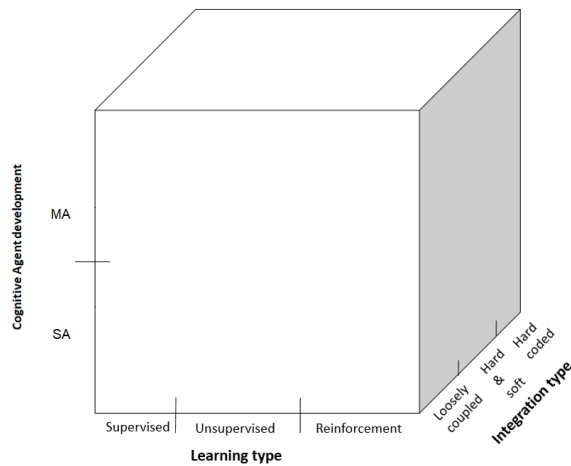 Cognitive Agent development
MA
SA
Supervised
Unsupervised
Reinforcement
Learning type
Loosely
coupled
Hard
&
soft
Hard
coded
Integration type